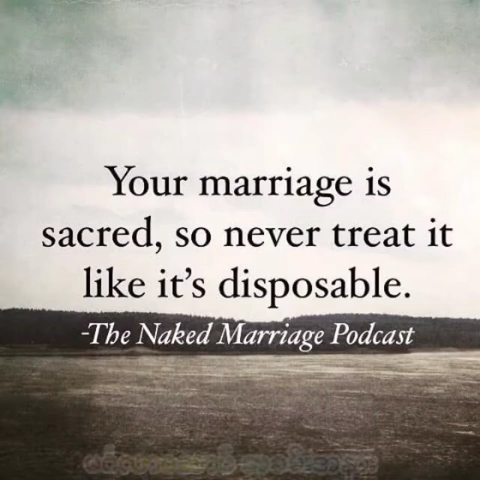 Your marriage is
sacred, so never treat it
like it's disposable.
-The Naked Marriage Podcast